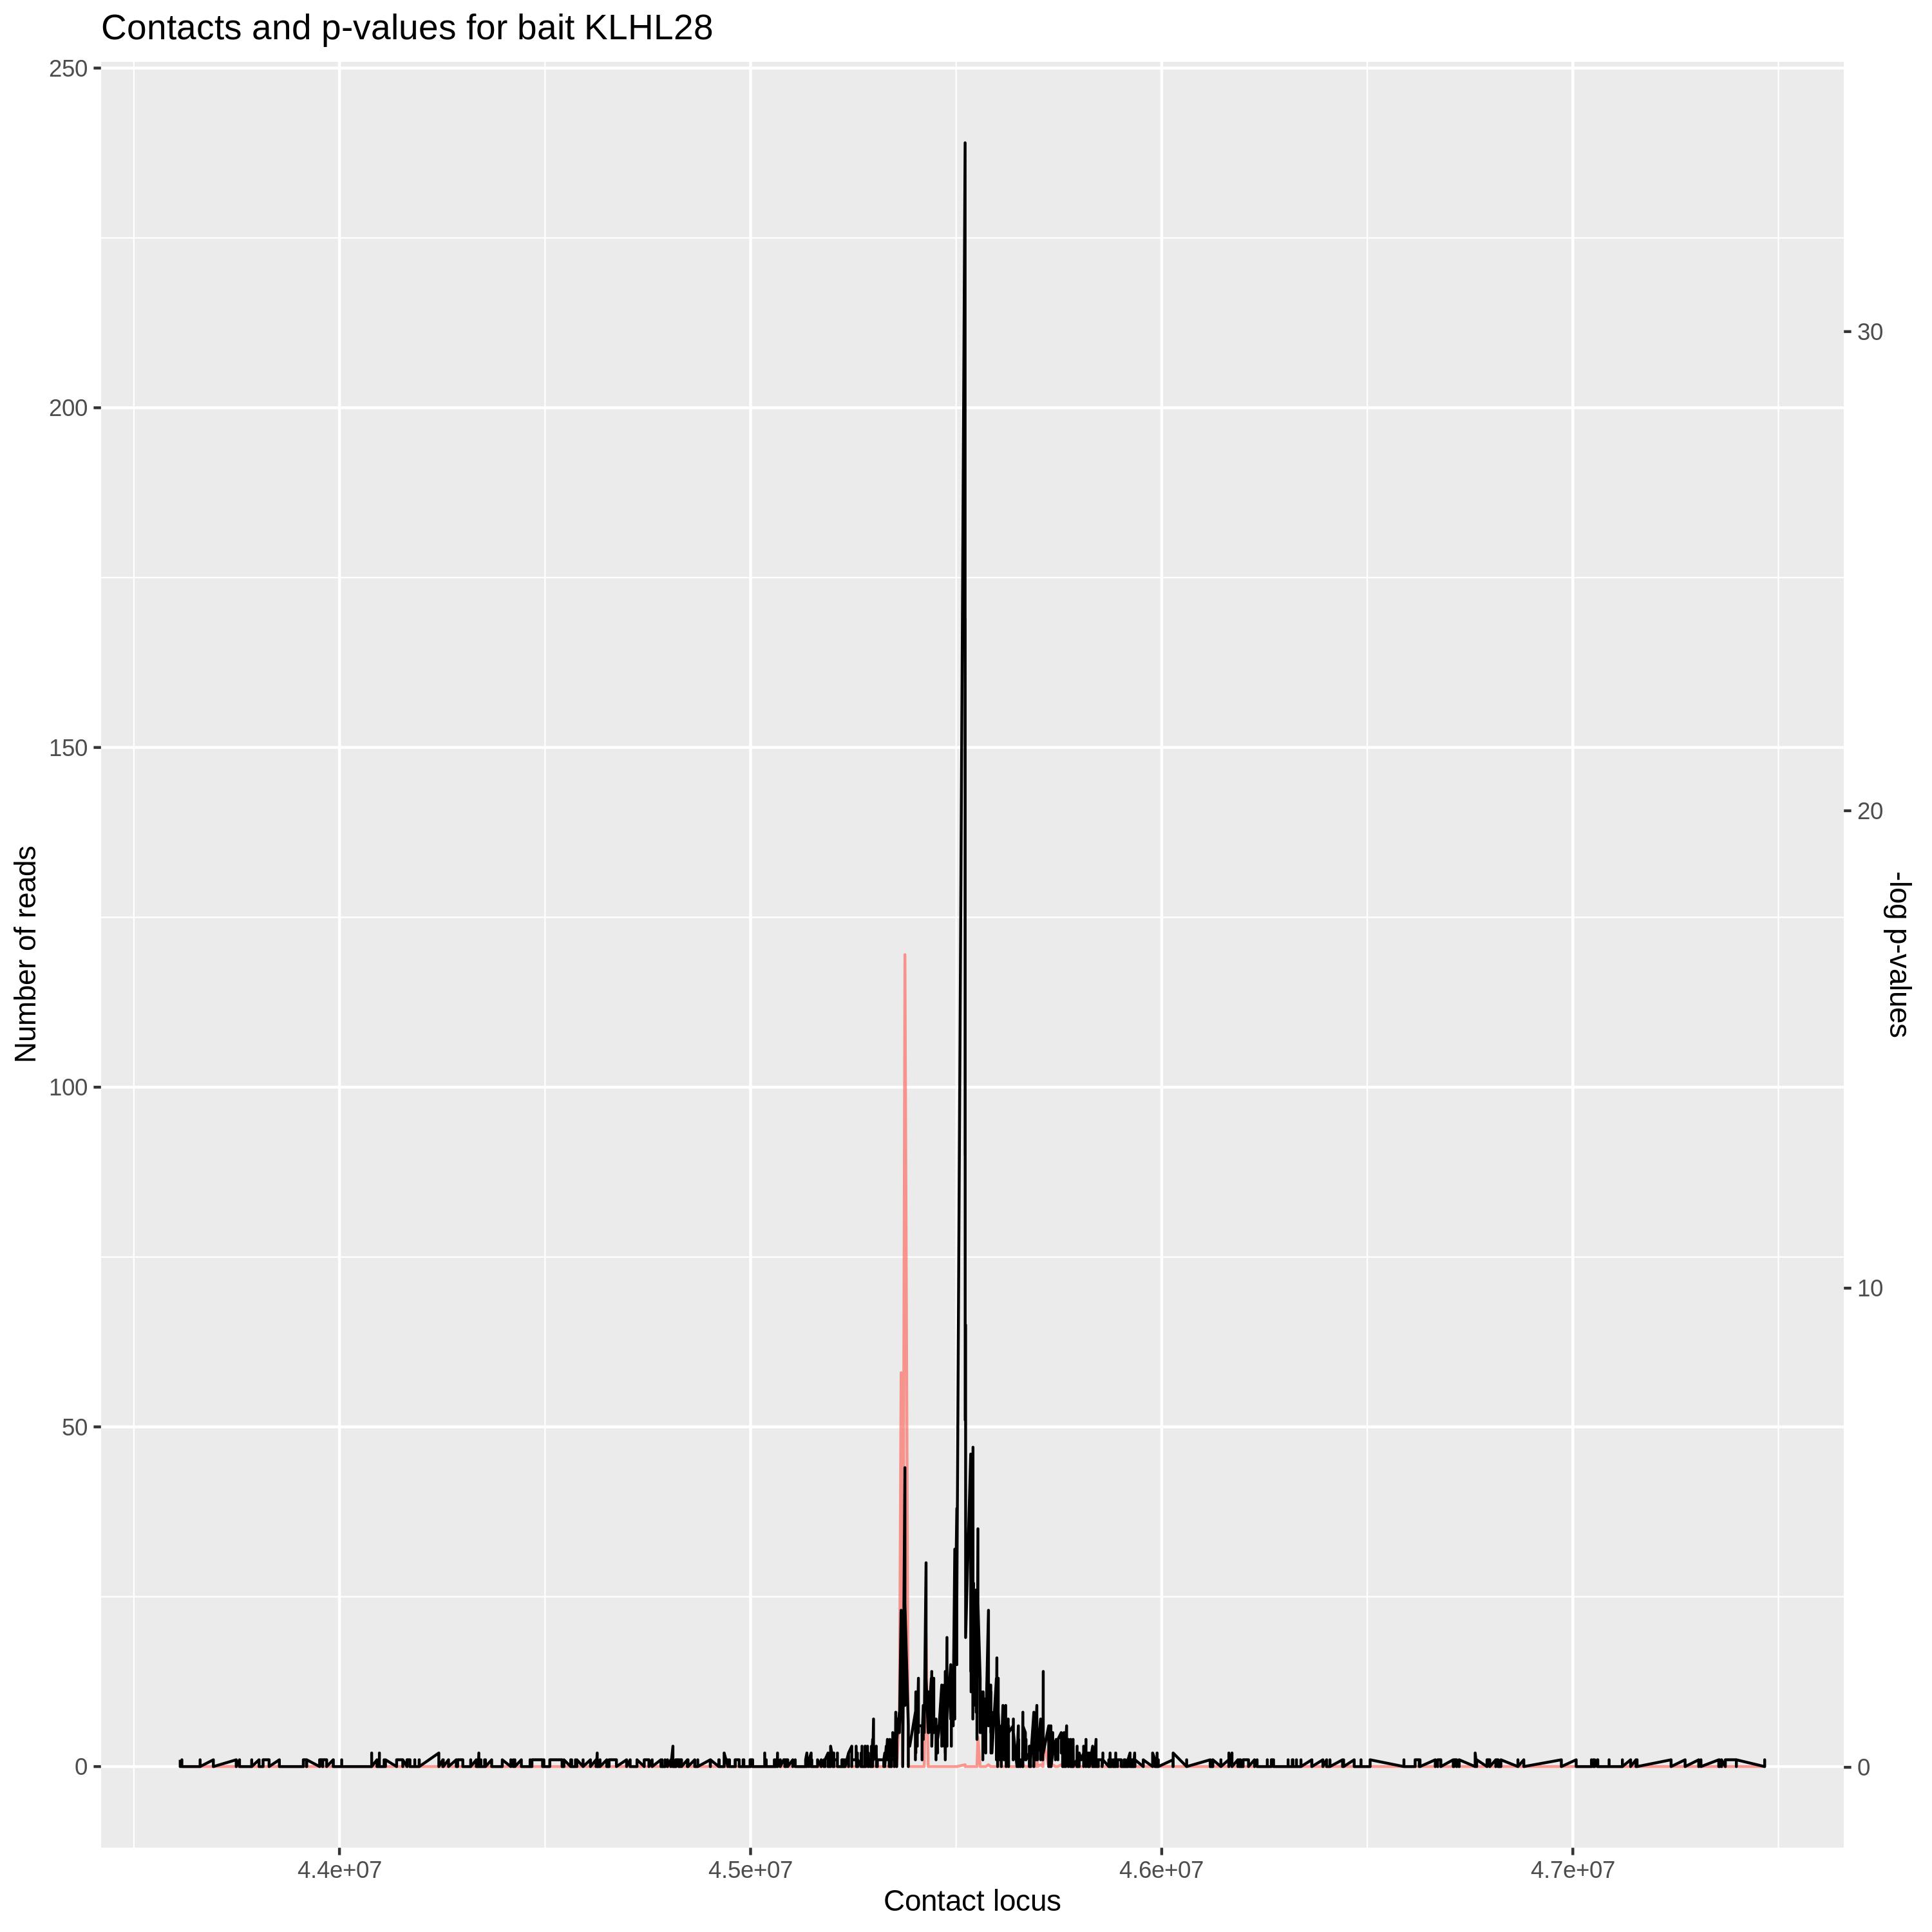 Contacts and p-values for bait KLHL28
250
200
150
100
50
0
Number of reads
30
20
10
0
-log p-values
4.4e+07
4.5e+07
4.6e+07
4.7e+07
Contact locus